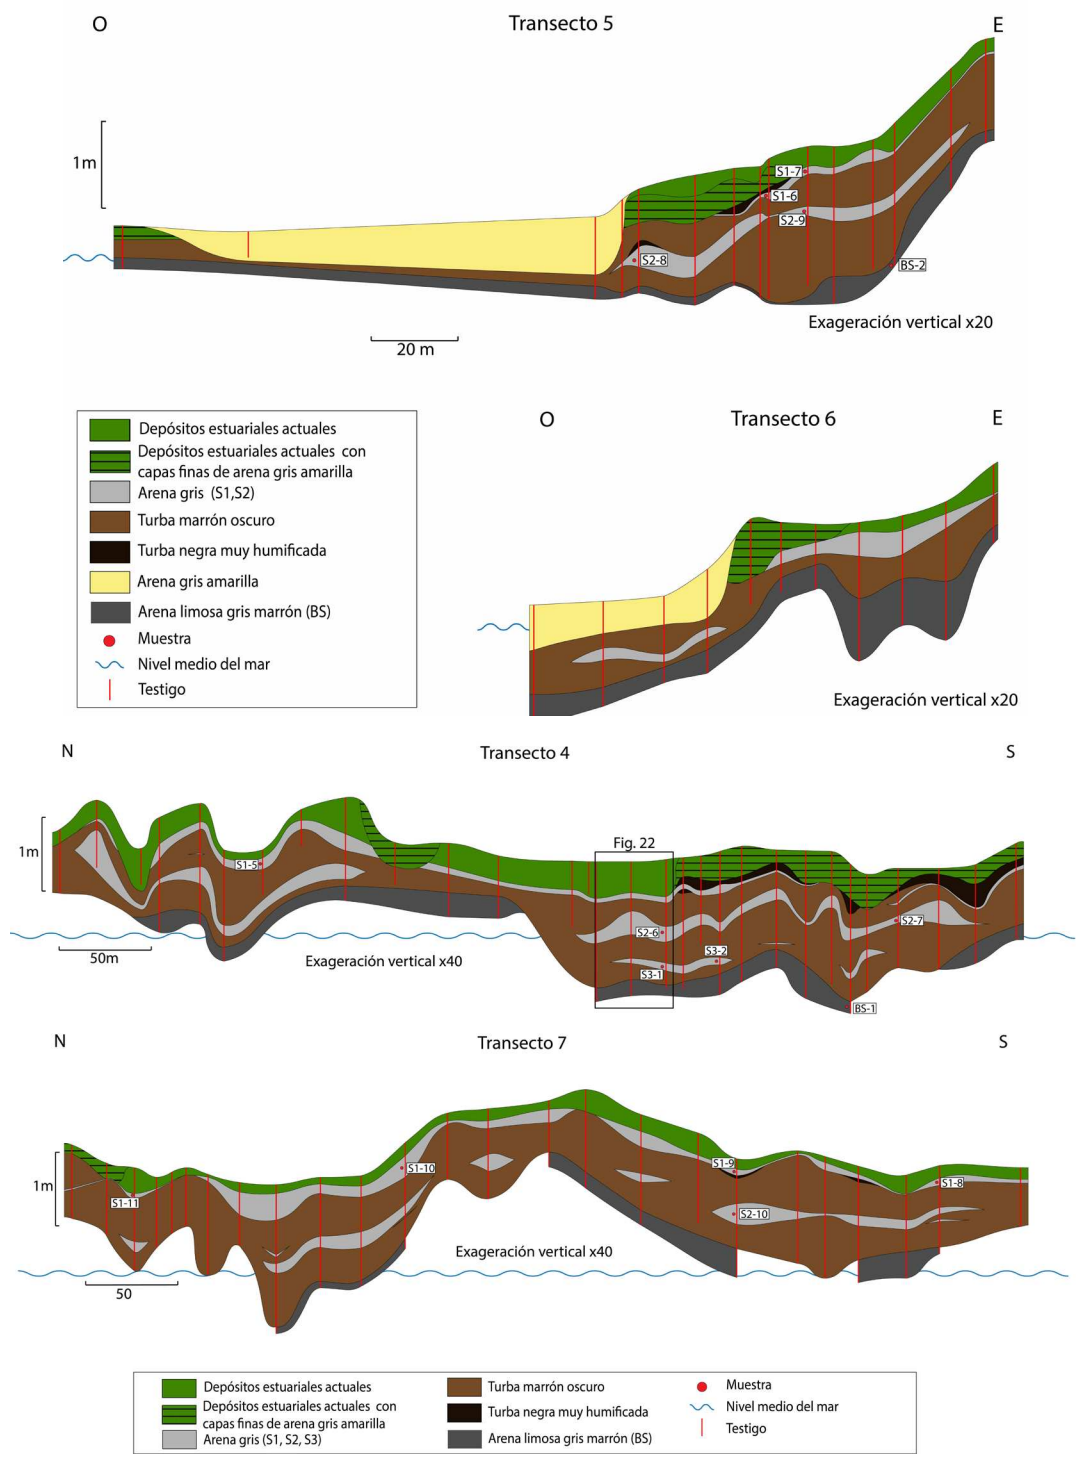 O
Transecto 5
E
1m
S1-7
S1-6
S2-9
S2-8
BS-2
Exageración vertical x20
20 m
Depósitos estuariales actuales
Depósitos estuariales actuales con
capas finas de arena gris amarilla
Arena gris (S1,S2)
Turba marrón oscuro
Turba negra muy humificada
Arena gris amarilla
Arena limosa gris marrón (BS)
Muestra
Nivel medio del mar
Testigo
O
Transecto 6
E
Exageración vertical x20
N
Transecto 4
S
1m
Fig. 22
S1-5
S2-6
S2-7
S3-2
S3-1
BS-1
50m
Exageración vertical x40
N
Transecto 7
S
1m
S1-10
S1-9
S1-8
S1-11
S2-10
Exageración vertical x40
50
Depósitos estuariales actuales
Depósitos estuariales actuales con
capas finas de arena gris amarilla
Arena gris (S1, S2, S3)
Turba marrón oscuro
Turba negra muy humificada
Arena limosa gris marrón (BS)
Muestra
Nivel medio del mar
Testigo